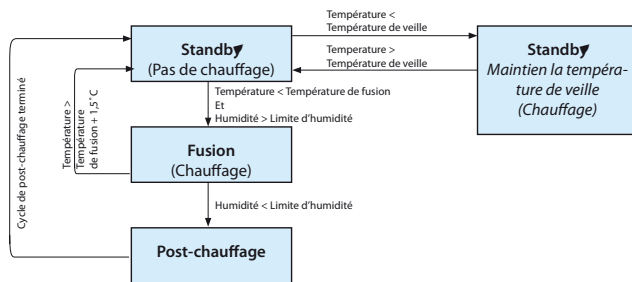 Température <
Température de veille
Standby
(Pas de chauffage)
Temperature >
Température de veille
Standby
Maintien la tempéra-
ture de veille
(Chauffage)
Température < Température de fusion
Et
Humidité > Limite d'humidité
Température >
Température
de fusion + 1,5˚C
Cycle de post-chauffage terminé
Fusion
(Chauffage)
Humidité < Limite d'humidité
Post-chauffage